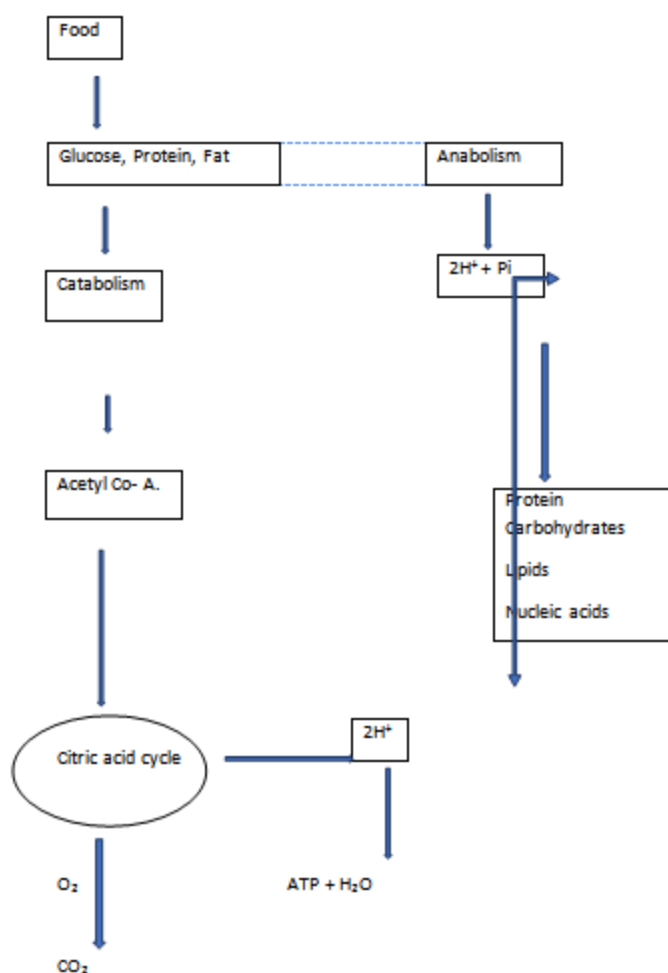 Food
Glucose, Protein, Fat
Anabolism
Catabolism
2H⁺ + Pi
Acetyl Co- A.
Protein
Carbohydrates
Lipids
Nucleic acids
Citric acid cycle
2H⁺
O₂
ATP + H₂O
CO₂